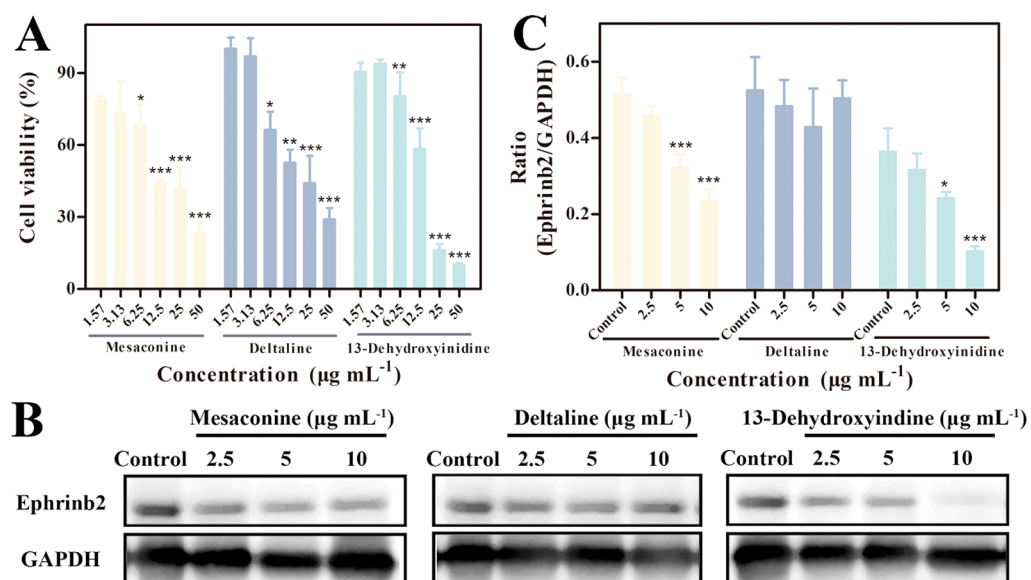 A
Cell viability (%)
90
60
30
0
* *** *** ***
* ** *** ***
** *** *** ***
1.57 3.13 6.25 12.5 25 50
1.57 3.13 6.25 12.5 25 50
1.57 3.13 6.25 12.5 25 50
Mesaconine Deltaline 13-Dehydroxyinidine
Concentration (μg mL-1)
C
Ratio
(Ephrinb2/GAPDH)
0.6
0.4
0.2
0.0
*** ***
* ***
Control 2.5 5 10
Control 2.5 5 10
Control 2.5 5 10
Mesaconine Deltaline 13-Dehydroxyinidine
Concentration (μg mL-1)
B
Mesaconine (μg mL-1) Deltaline (μg mL-1) 13-Dehydroxyindine (μg mL-1)
Control 2.5 5 10 Control 2.5 5 10 Control 2.5 5 10
Ephrinb2
GAPDH